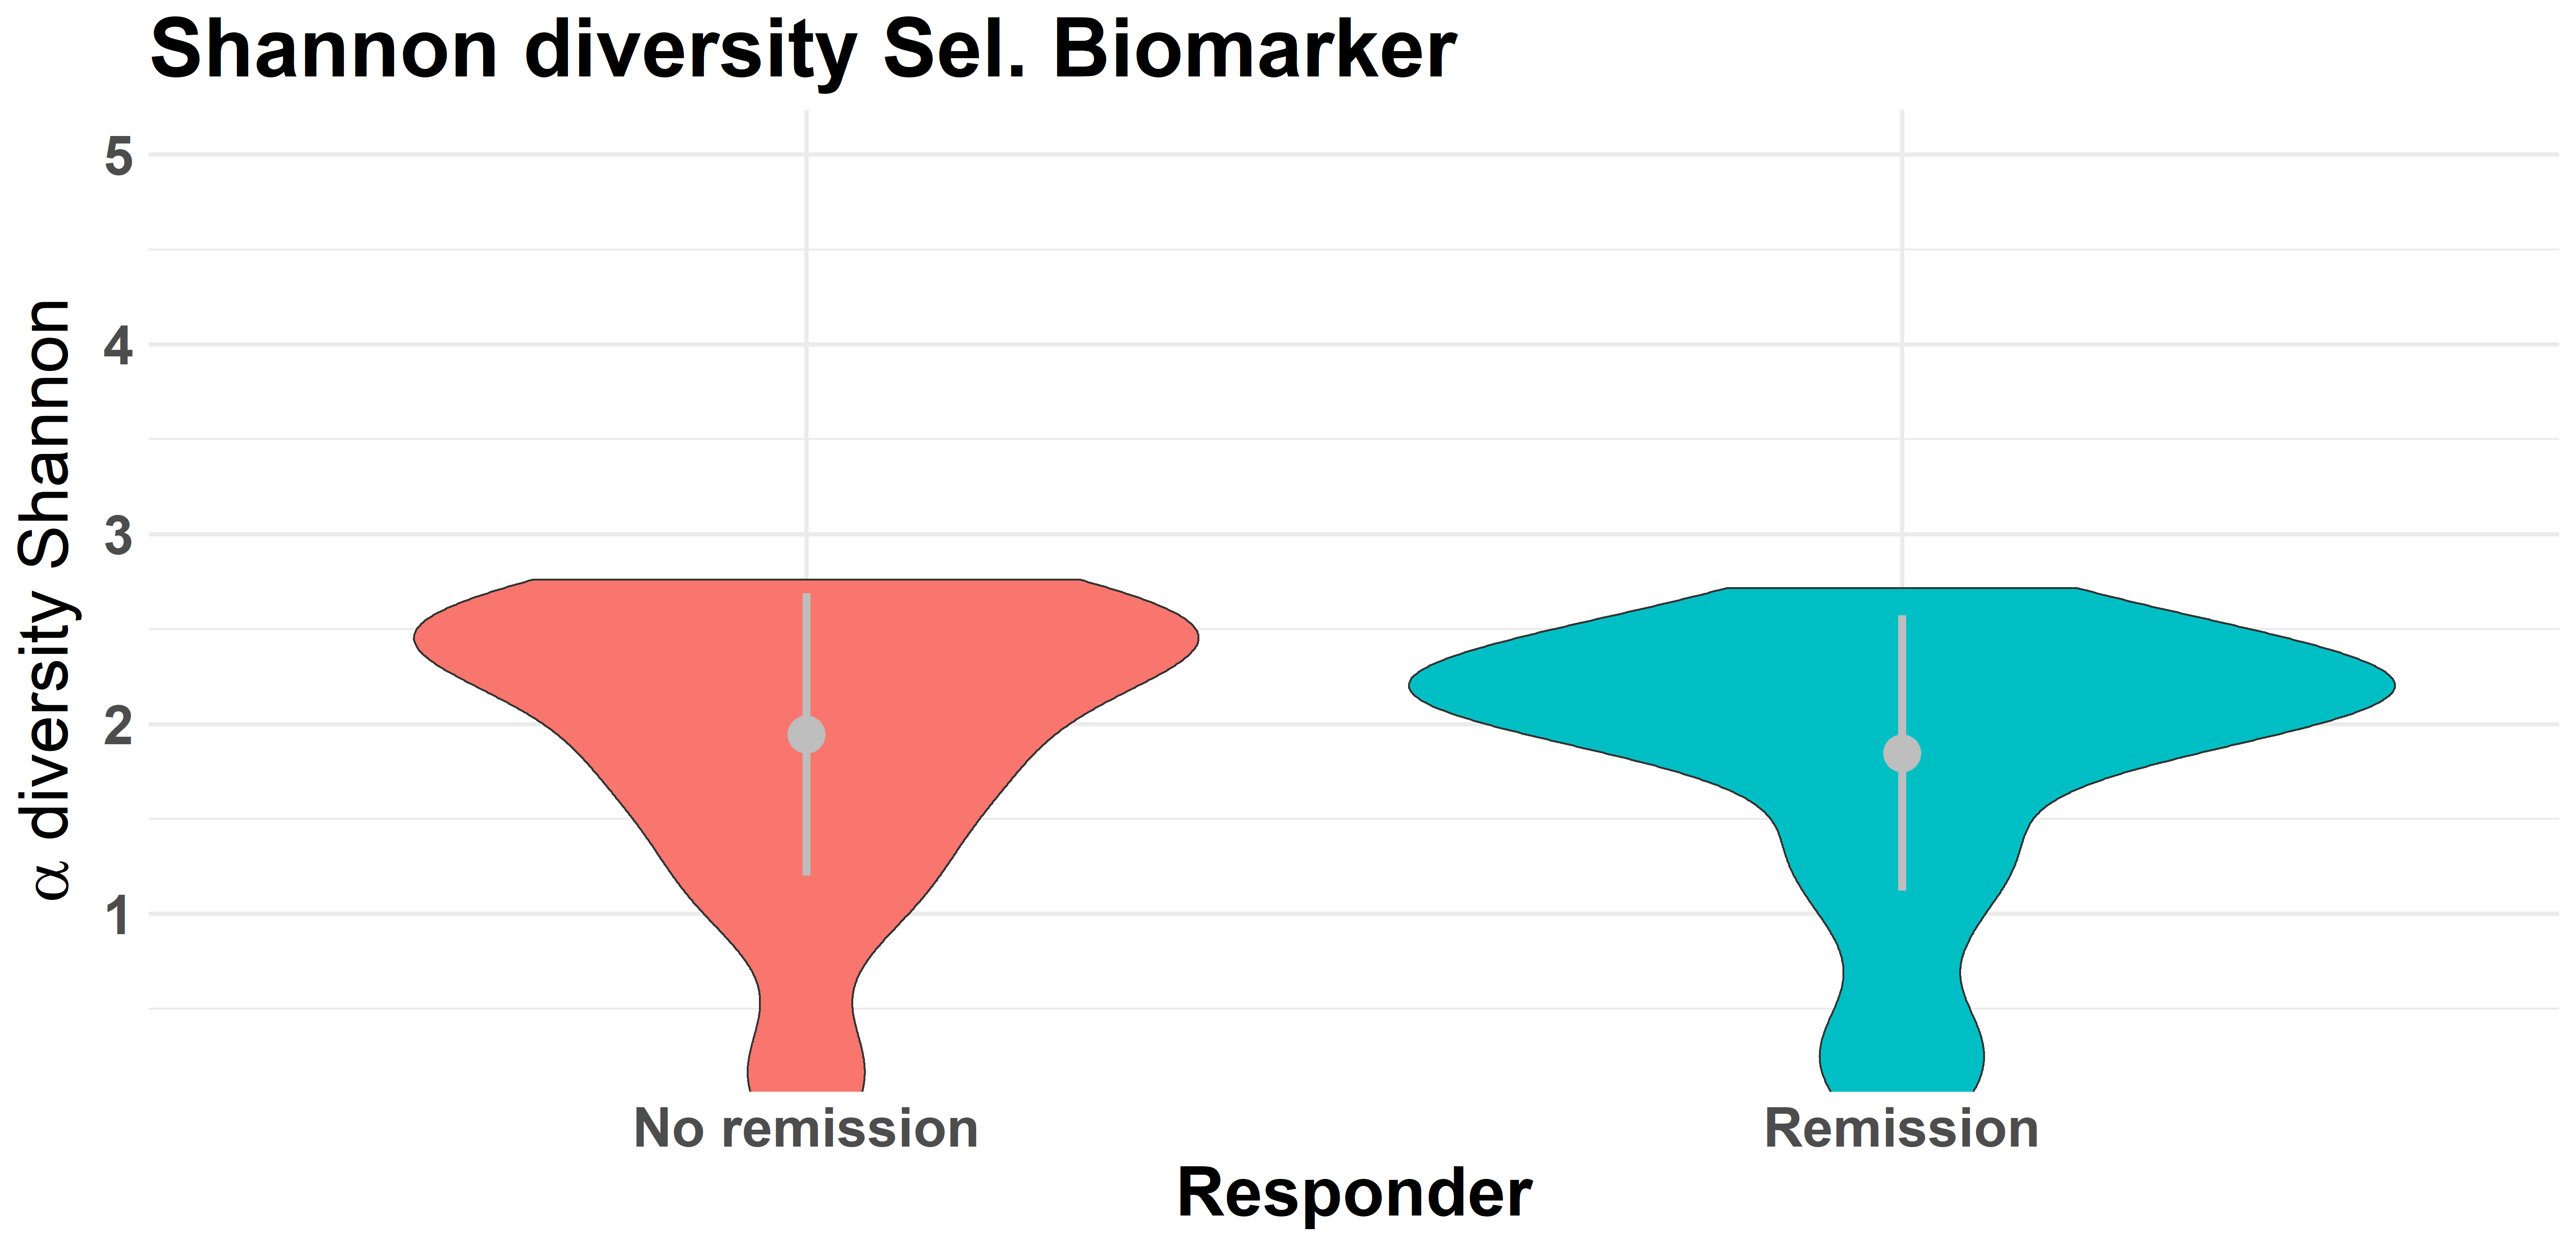 Shannon diversity Sel. Biomarker
α diversity Shannon
5
4
3
2
1
No remission
Remission
Responder